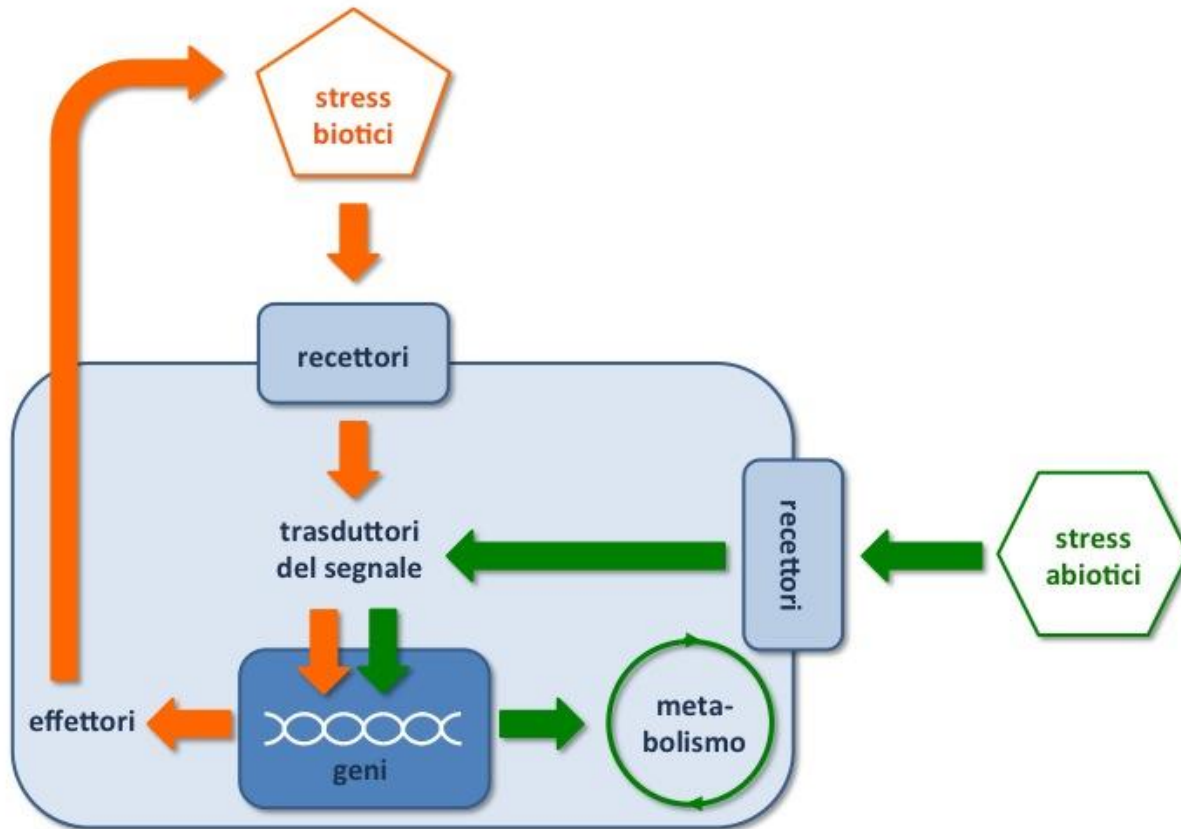 stress
biotici
recettori
trasduttori
del segnale
recettori
stress
abiotici
effettori
geni
meta-
bolismo